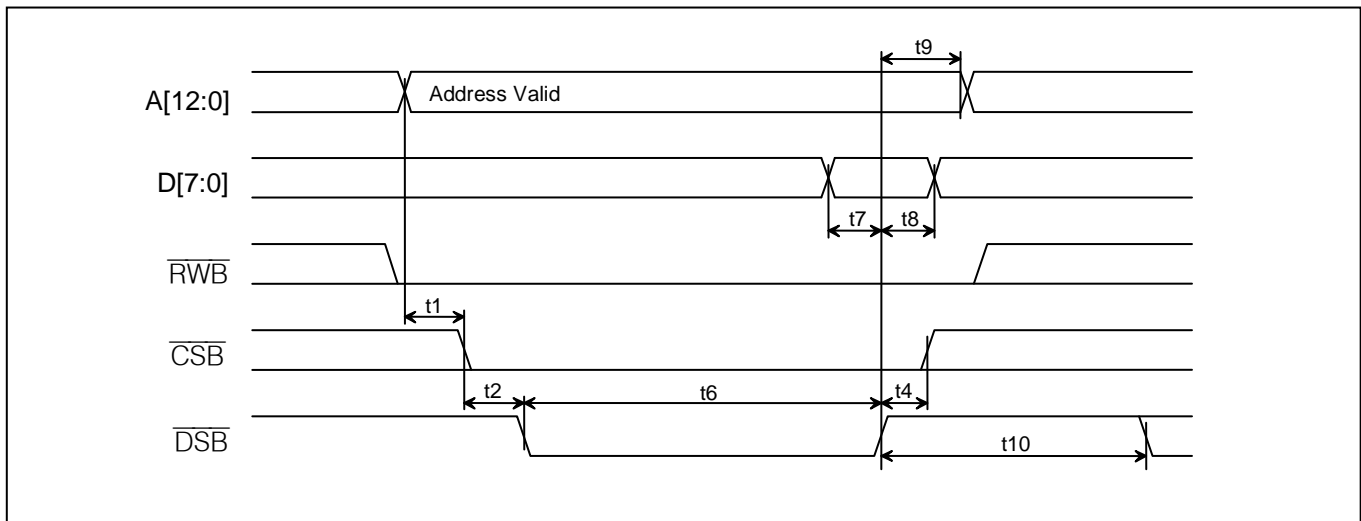 t9
A[12:0]
Address Valid
D[7:0]
t7
t8
RWB
t1
CSB
t2
t6
t4
DSB
t10